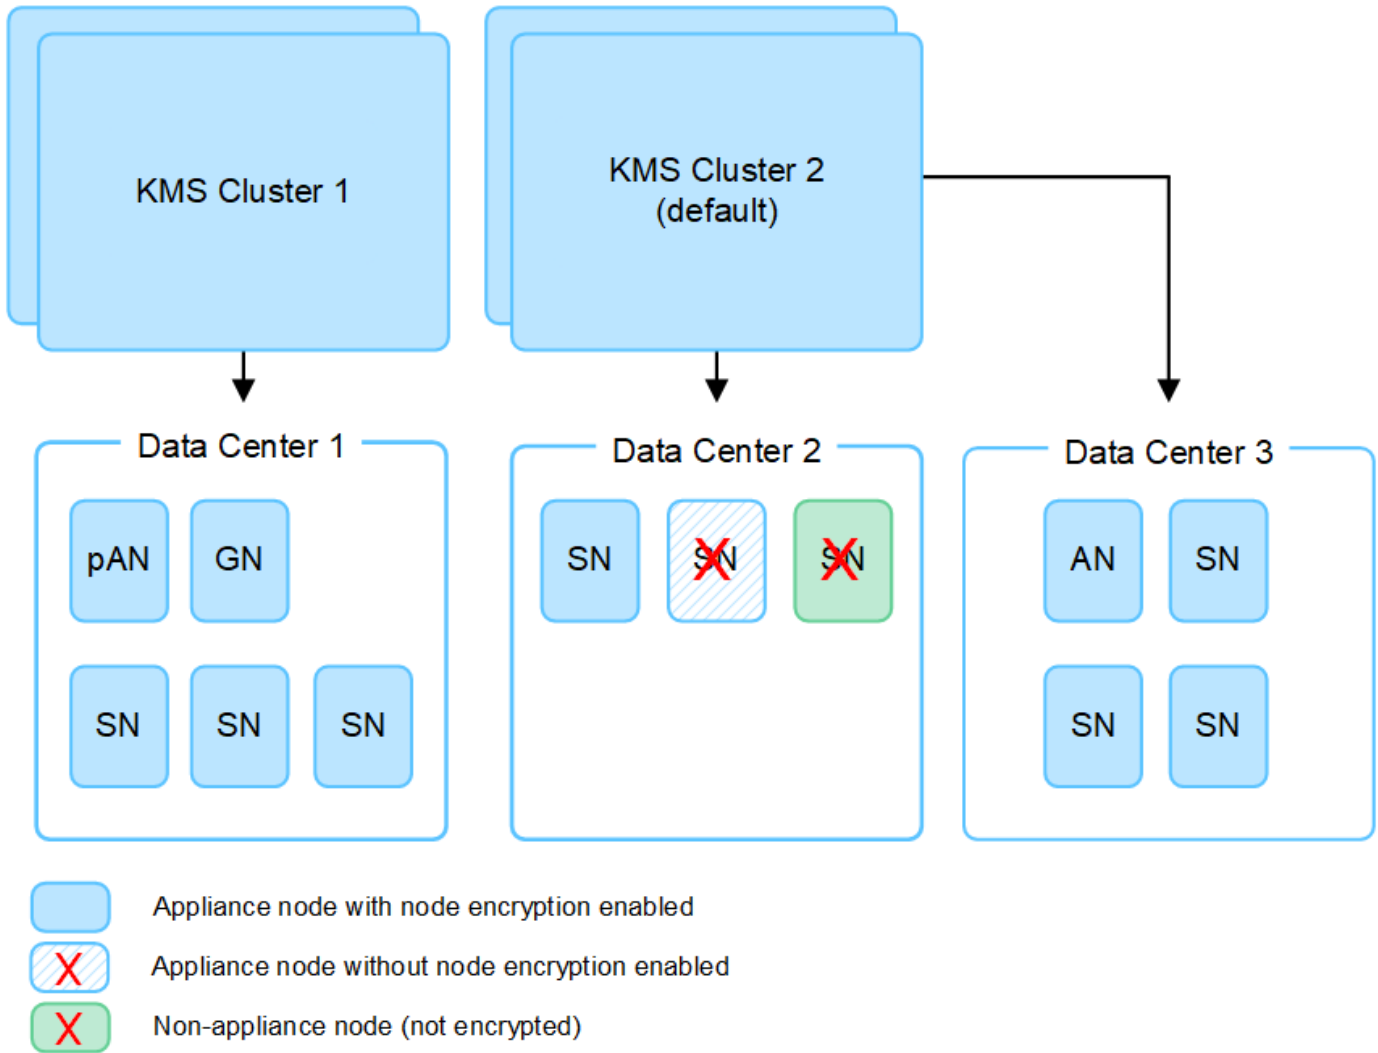 KMS Cluster 1
KMS Cluster 2
(default)
Data Center 1
pAN
GN
SN
SN
SN
Data Center 2
SN
SN
X
SN
X
Data Center 3
AN
SN
SN
SN
Appliance node with node encryption enabled
X
Appliance node without node encryption enabled
X
Non-appliance node (not encrypted)